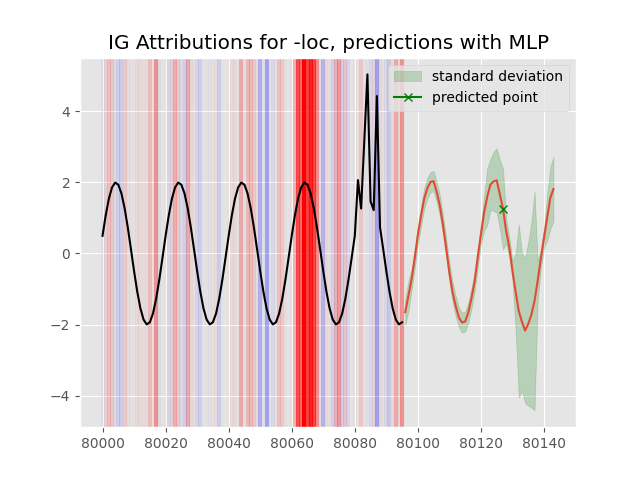 IG Attributions for -loc, predictions with MLP
standard deviation
predicted point
4
2
0
−2
−4
80000 80020 80040 80060 80080 80100 80120 80140